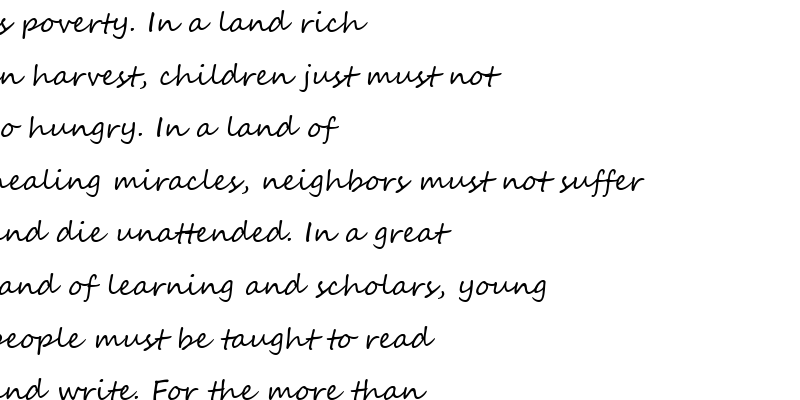 poverty. In a land rich
harvest, children just must not
hungry. In a land of
healing miracles, neighbors must not suffer
and die unattended. In a great
land of learning and scholars, young
people must be taught to read
and write. For the more than